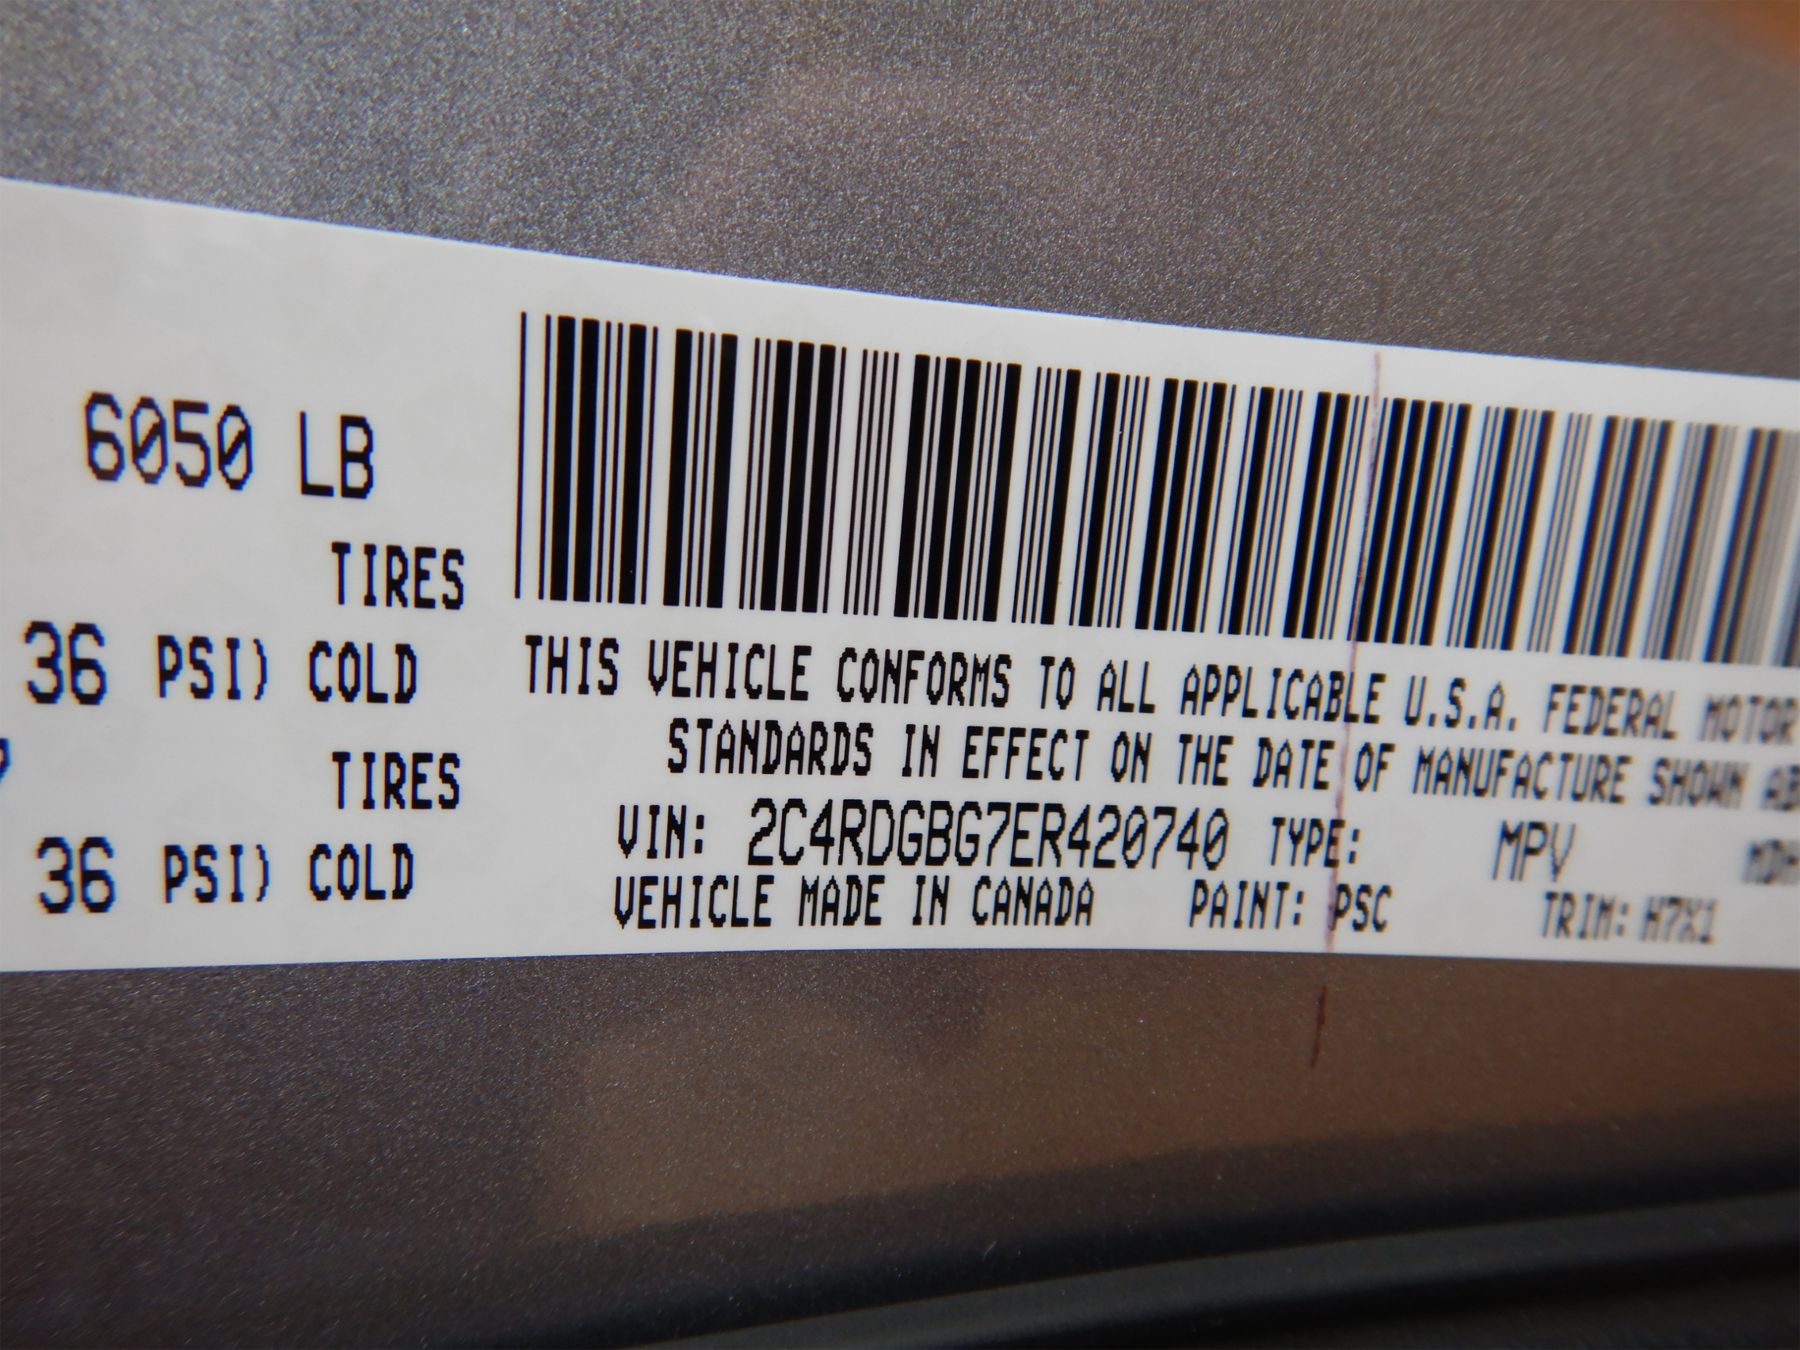 6050 LB
TIRES
36 PSI) COLD
TIRES
36 PSI) COLD
THIS VEHICLE CONFORMS TO ALL APPLICABLE U.S.A. FEDERAL MOTOR
STANDARDS IN EFFECT ON THE DATE OF MANUFACTURE SHOWN AB
VIN: 2C4RDGBG7ER420740 TYPE: MPV MDH
VEHICLE MADE IN CANADA PAINT: PSC TRIM: H7X1